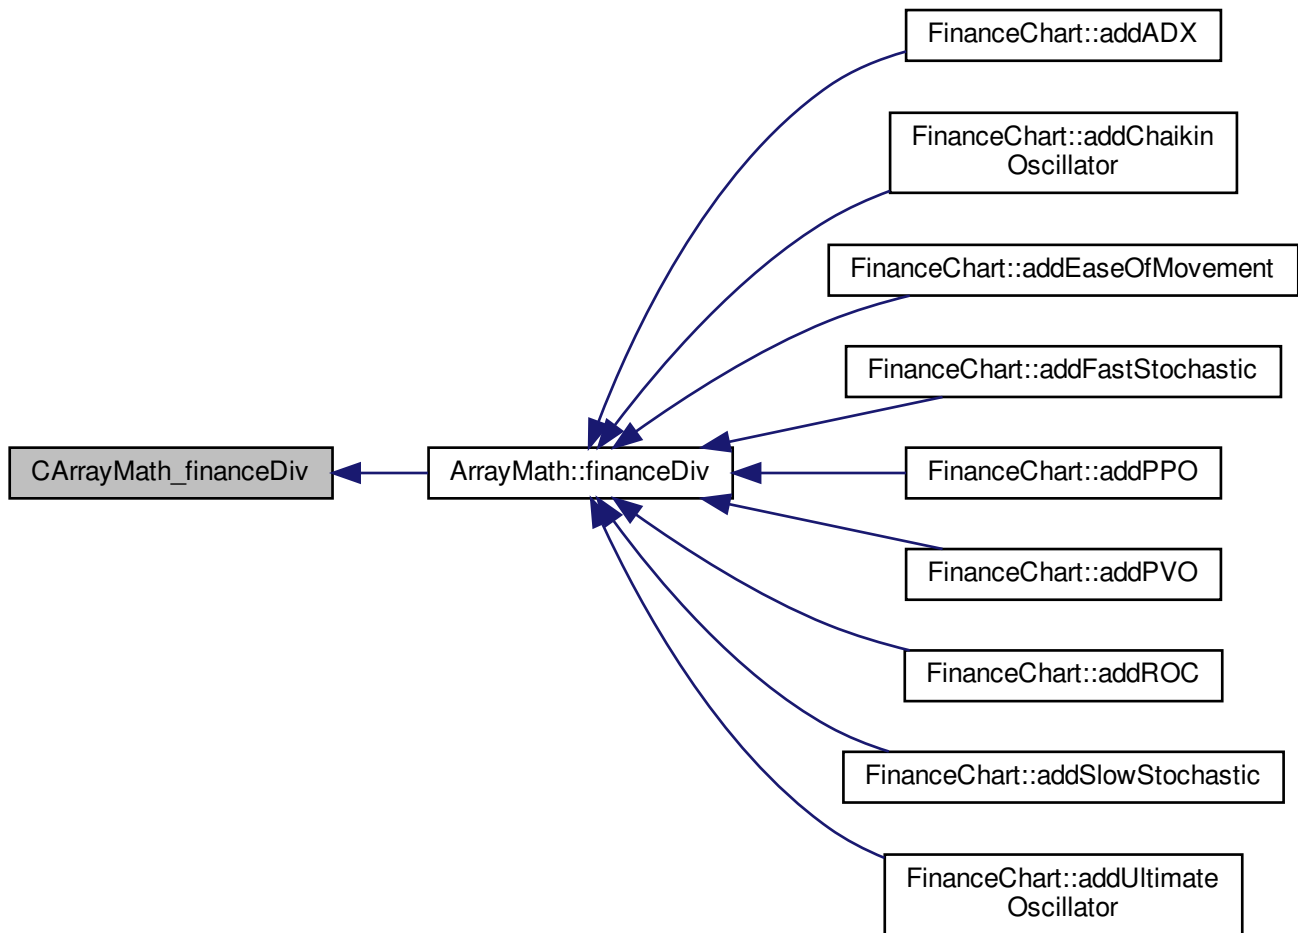 FinanceChart::addADX
FinanceChart::addChaikin
Oscillator
FinanceChart::addEaseOfMovement
FinanceChart::addFastStochastic
CArrayMath_financeDiv
ArrayMath::financeDiv
FinanceChart::addPPO
FinanceChart::addPVO
FinanceChart::addROC
FinanceChart::addSlowStochastic
FinanceChart::addUltimate
Oscillator